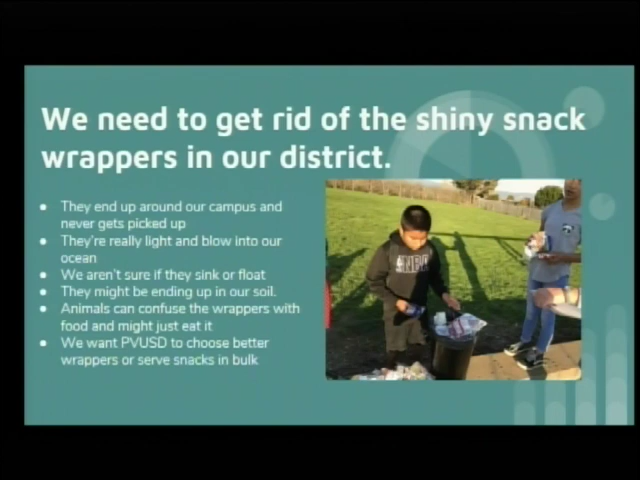 We need to get rid of the shiny snack
wrappers in our district.
● They end up around our campus and
never gets picked up
● They're really light and blow into our
ocean
● We aren't sure if they sink or float
● They might be ending up in our soil.
● Animals can confuse the wrappers with
food and might just eat it
● We want PVUSD to choose better
wrappers or serve snacks in bulk